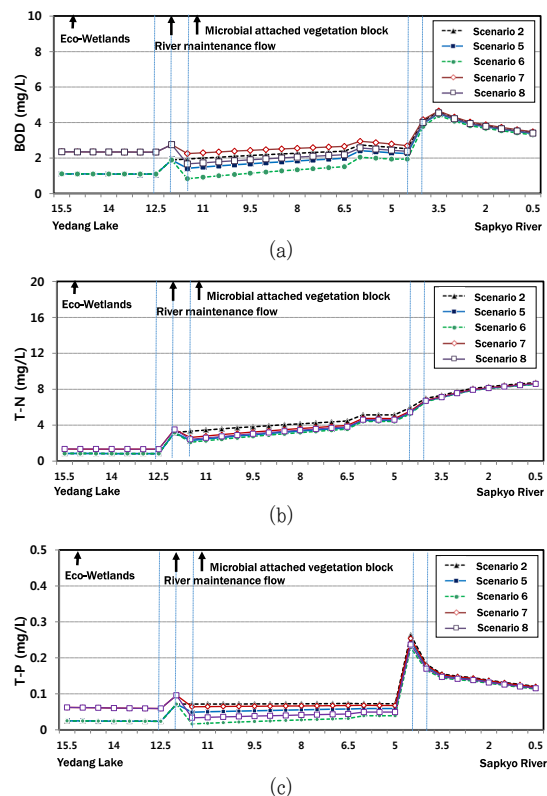 10
8
6
4
2
0
BOD (mg/L)
Eco-Wetlands
River maintenance flow
Microbial attached vegetation block
Scenario 2
Scenario 5
Scenario 6
Scenario 7
Scenario 8
15.5 14 12.5 11 9.5 8 6.5 5 3.5 2 0.5
Yedang Lake Sapkyo River
(a)
20
16
12
8
4
0
T-N (mg/L)
Eco-Wetlands
Microbial attached vegetation block
River maintenance flow
Scenario 2
Scenario 5
Scenario 6
Scenario 7
Scenario 8
15.5 14 12.5 11 9.5 8 6.5 5 3.5 2 0.5
Yedang Lake Sapkyo River
(b)
0.5
0.4
0.3
0.2
0.1
0
T-P (mg/L)
Eco-Wetlands
Microbial attached vegetation block
River maintenance flow
Scenario 2
Scenario 5
Scenario 6
Scenario 7
Scenario 8
15.5 14 12.5 11 9.5 8 6.5 5 3.5 2 0.5
Yedang Lake Sapkyo River
(c)